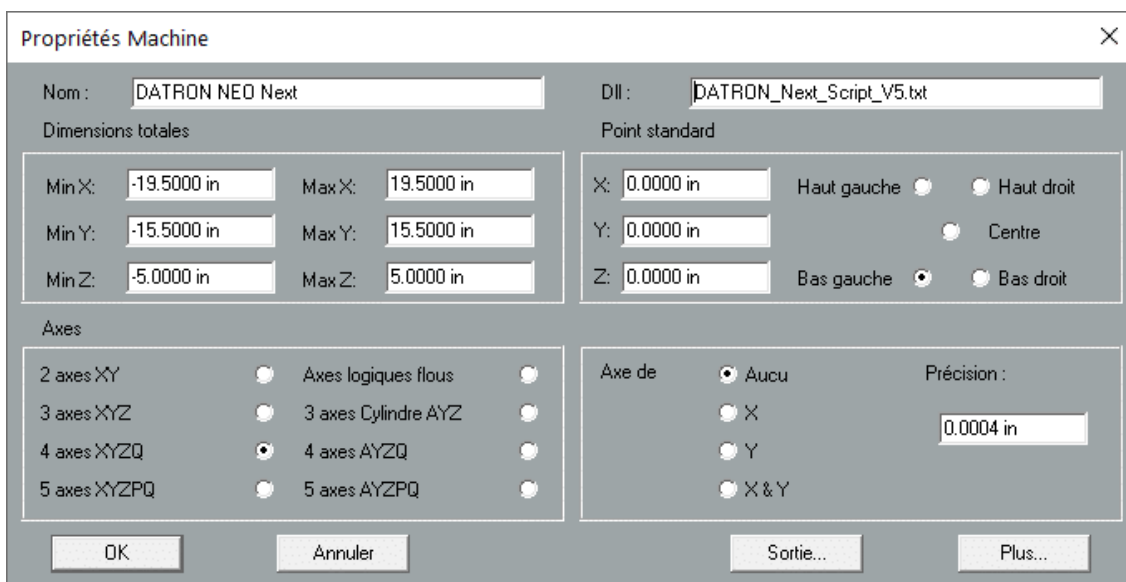 Propriétés Machine
Nom : DATRON NEO Next
Dll : DATRON_Next_Script_V5.txt
Dimensions totales
Min X: -19.5000 in Max X: 19.5000 in
Min Y: -15.5000 in Max Y: 15.5000 in
Min Z: -5.0000 in Max Z: 5.0000 in
Point standard
X: 0.0000 in Haut gauche Haut droit
Y: 0.0000 in Centre
Z: 0.0000 in Bas gauche Bas droit
Axes
2 axes XY Axes logiques flous
3 axes XYZ 3 axes Cylindre AYZ
4 axes XYZQ 4 axes AYZQ
5 axes XYZPQ 5 axes AYZPQ
Axe de Aucu Précision :
X 0.0004 in
Y
X & Y
OK Annuler Sortie... Plus...